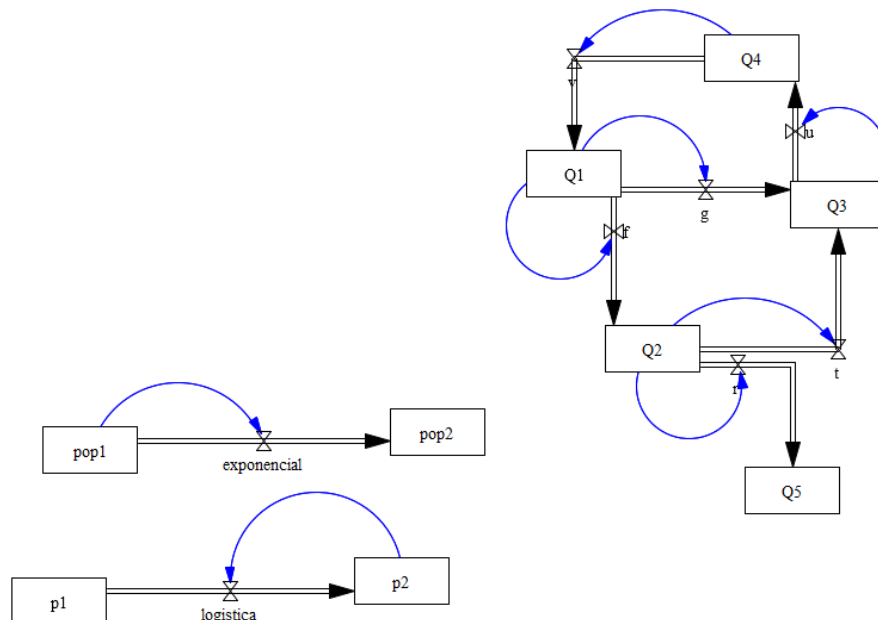 Q4
v
u
Q1
Q3
g
f
Q2
t
r
pop2
pop1
exponencial
Q5
p2
p1
logistica